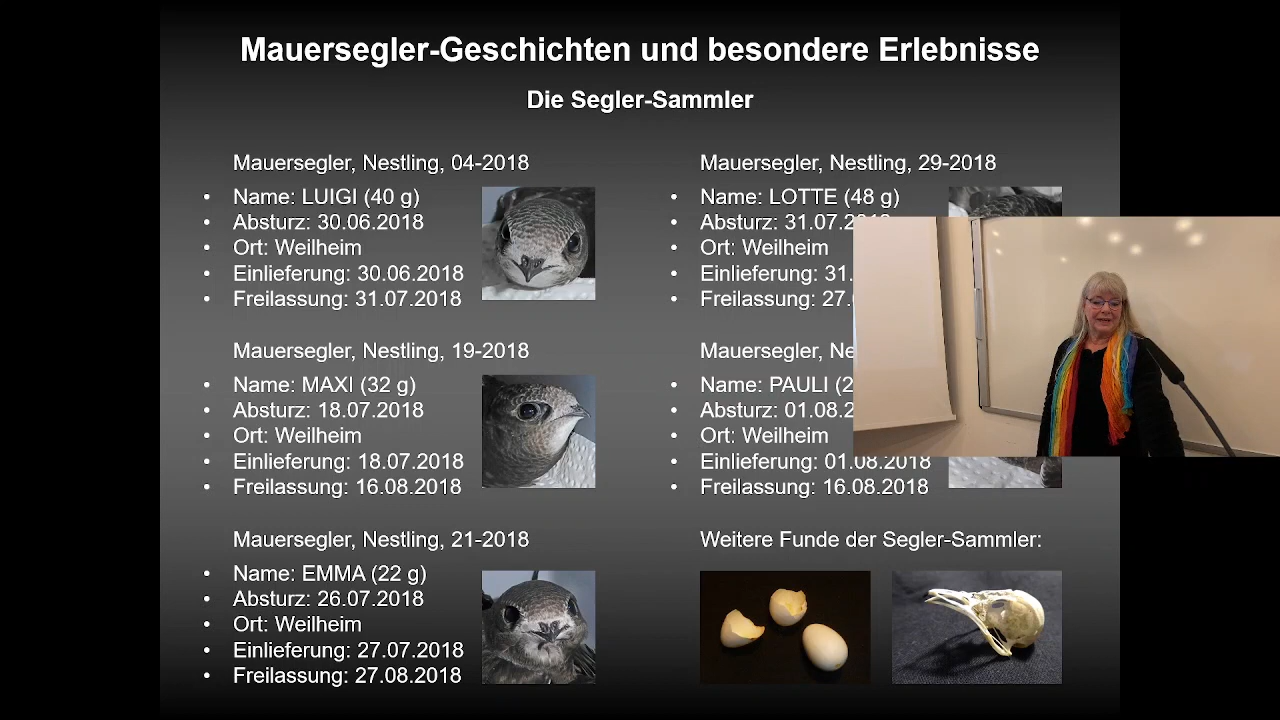 Mauersegler-Geschichten und besondere Erlebnisse
Die Segler-Sammler
Mauersegler, Nestling, 04-2018
• Name: LUIGI (40 g)
• Absturz: 30.06.2018
• Ort: Weilheim
• Einlieferung: 30.06.2018
• Freilassung: 31.07.2018
Mauersegler, Nestling, 19-2018
• Name: MAXI (32 g)
• Absturz: 18.07.2018
• Ort: Weilheim
• Einlieferung: 18.07.2018
• Freilassung: 16.08.2018
Mauersegler, Nestling, 21-2018
• Name: EMMA (22 g)
• Absturz: 26.07.2018
• Ort: Weilheim
• Einlieferung: 27.07.2018
• Freilassung: 27.08.2018
Mauersegler, Nestling, 29-2018
• Name: LOTTE (48 g)
• Absturz: 31.07.2018
• Ort: Weilheim
• Einlieferung: 31.
• Freilassung: 27.
Mauersegler,
• Name: PAULI
• Absturz: 01.08.
• Ort: Weilheim
• Einlieferung: 01.08.2018
• Freilassung: 16.08.2018
Weitere Funde der Segler-Sammler: